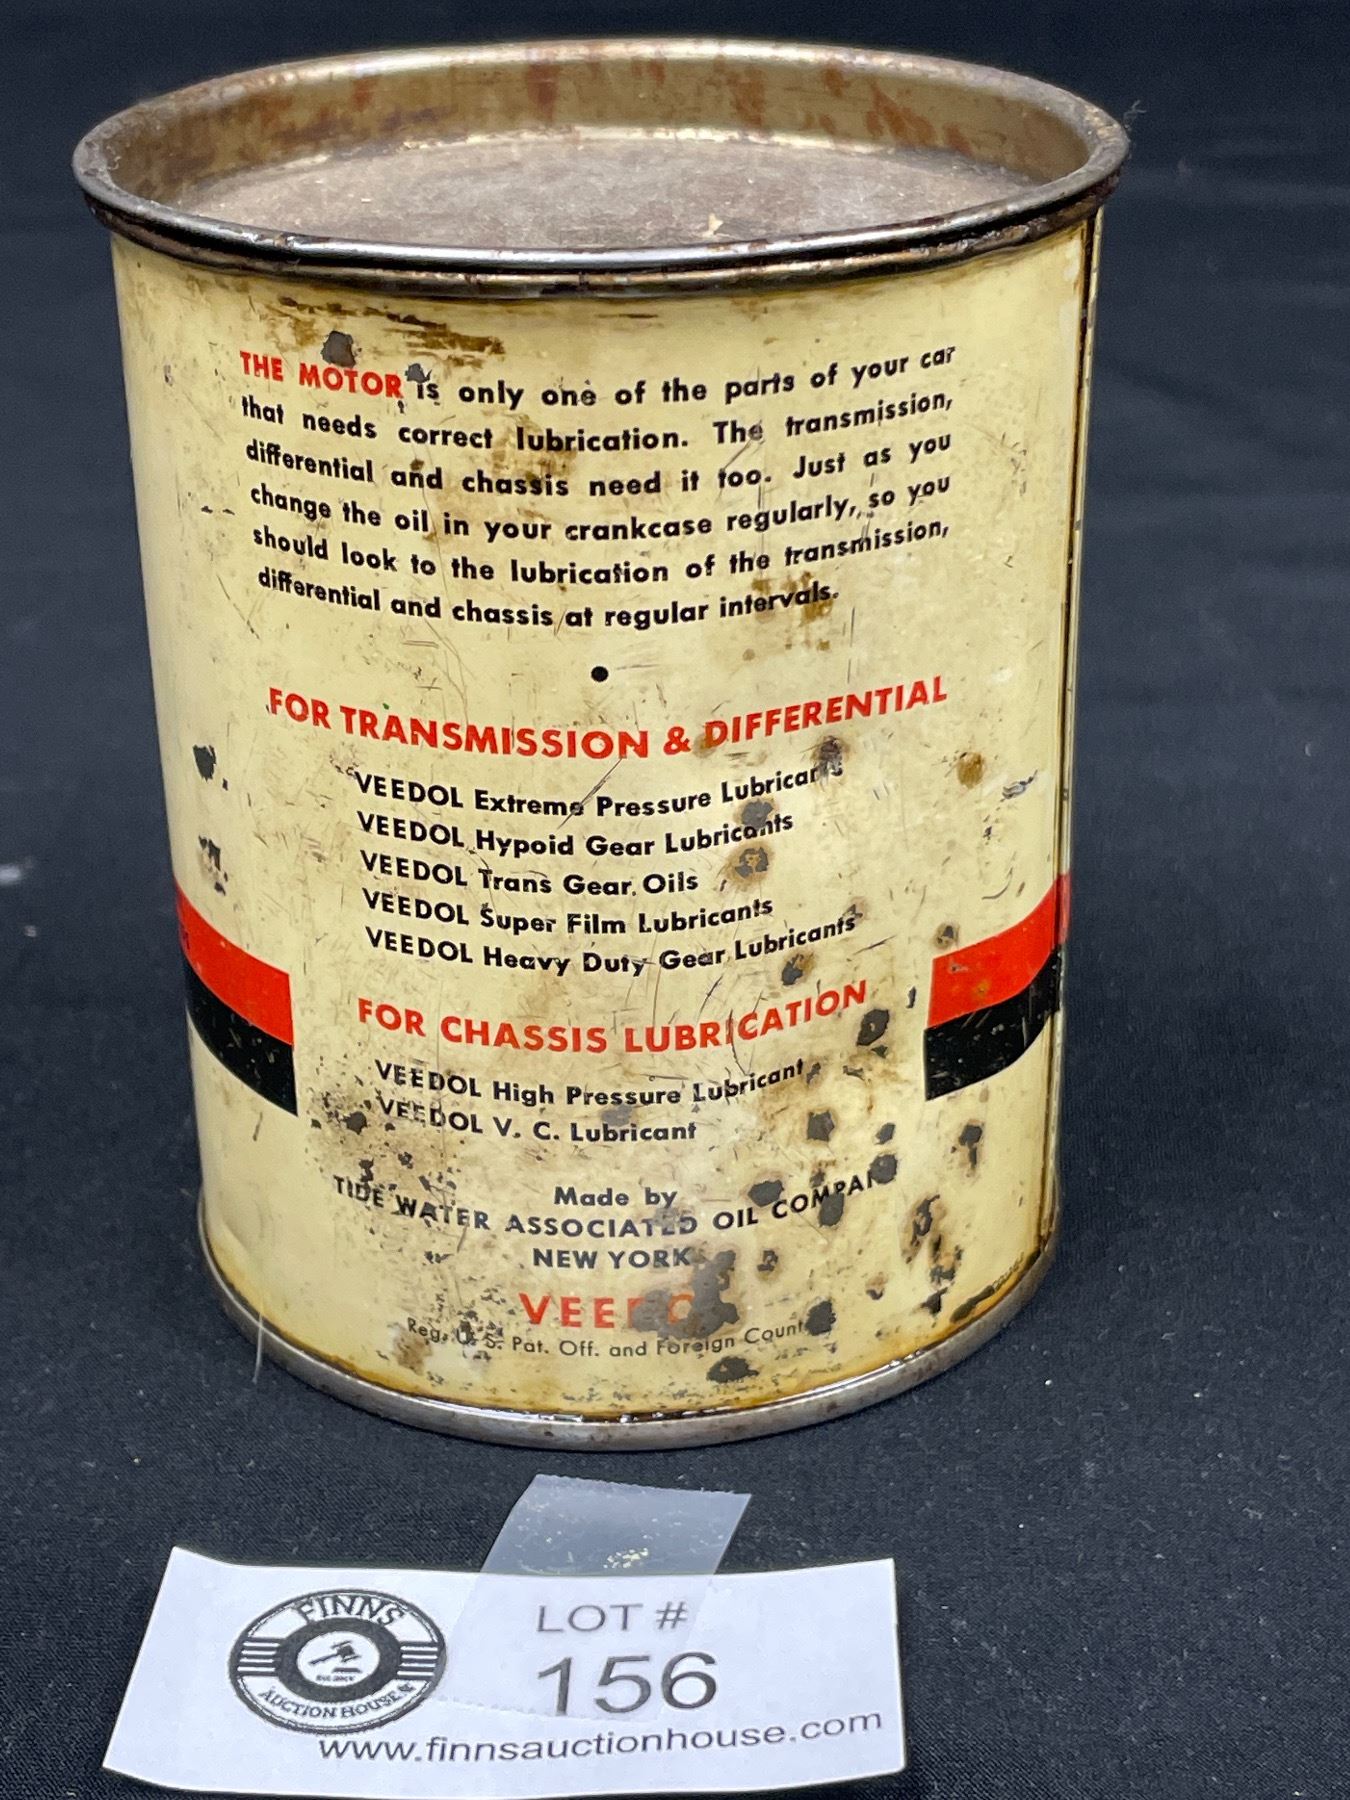 THE MOTOR is only one of the parts of your car
that needs correct lubrication. The transmission,
differential and chassis need it too. Just as you
change the oil in your crankcase regularly, so you
should look to the lubrication of the transmission,
differential and chassis at regular intervals.
FOR TRANSMISSION & DIFFERENTIAL
VEEDOL Extreme Pressure Lubricants
VEEDOL Hypoid Gear Lubricants
VEEDOL Trans Gear Oils
VEEDOL Super Film Lubricants
VEEDOL Heavy Duty Gear Lubricants
FOR CHASSIS LUBRICATION
VEEDOL High Pressure Lubricant
VEEDOL V. C. Lubricant
Made by
TIDE WATER ASSOCIATED OIL COMPANY
NEW YORK
VEEDOL
Reg. U. S. Pat. Off. and Foreign
FINNS
AUCTION HOUSE
LOT #
156
www.finnsauctionhouse.com